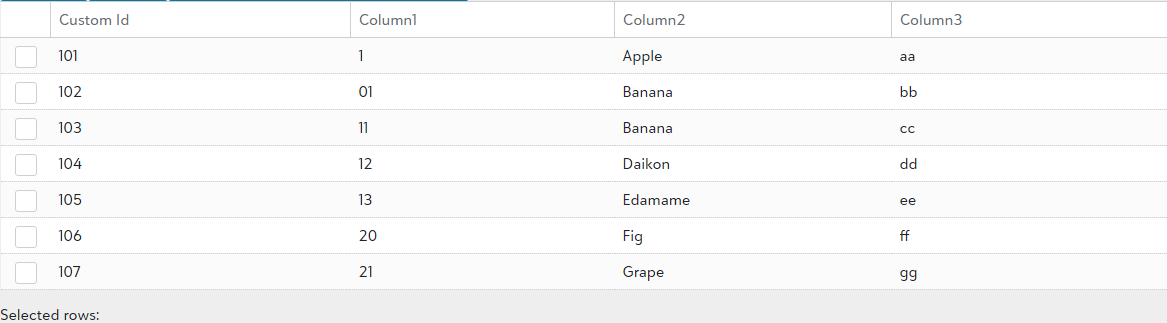 Custom Id Column1 Column2 Column3
101 1 Apple aa
102 01 Banana bb
103 11 Banana cc
104 12 Daikon dd
105 13 Edamame ee
106 20 Fig ff
107 21 Grape gg
Selected rows: